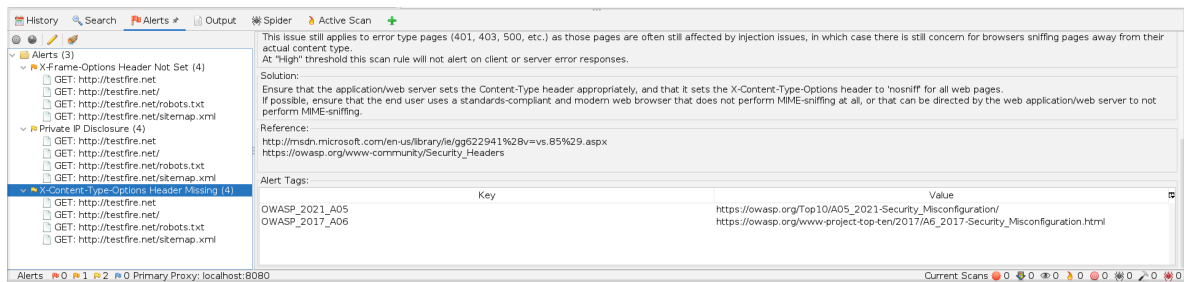 History Search Alerts Output Spider Active Scan
Alerts (3)
X-Frame-Options Header Not Set (4)
GET: http://testfire.net
GET: http://testfire.net/
GET: http://testfire.net/robots.txt
GET: http://testfire.net/sitemap.xml
Private IP Disclosure (4)
GET: http://testfire.net
GET: http://testfire.net/
GET: http://testfire.net/robots.txt
GET: http://testfire.net/sitemap.xml
X-Content-Type-Options Header Missing (4)
GET: http://testfire.net
GET: http://testfire.net/
GET: http://testfire.net/robots.txt
GET: http://testfire.net/sitemap.xml
This issue still applies to error type pages (401, 403, 500, etc.) as those pages are often still affected by injection issues, in which case there is still concern for browsers sniffing pages away from their
actual content type.
At "High" threshold this scan rule will not alert on client or server error responses.
Solution:
Ensure that the application/web server sets the Content-Type header appropriately, and that it sets the X-Content-Type-Options header to 'nosniff' for all web pages.
If possible, ensure that the end user uses a standards-compliant and modern web browser that does not perform MIME-sniffing at all, or that can be directed by the web application/web server to not
perform MIME-sniffing.
Reference:
http://msdn.microsoft.com/en-us/library/ie/gg622941%28v=vs.85%29.aspx
https://owasp.org/www-community/Security_Headers
Alert Tags:
Key Value
OWASP_2021_A05 https://owasp.org/Top10/A05_2021-Security_Misconfiguration/
OWASP_2017_A06 https://owasp.org/www-project-top-ten/2017/A6_2017-Security_Misconfiguration.html
Alerts 0 1 2 0 Primary Proxy: localhost:8080 Current Scans 0 0 0 0 0 0 0 0